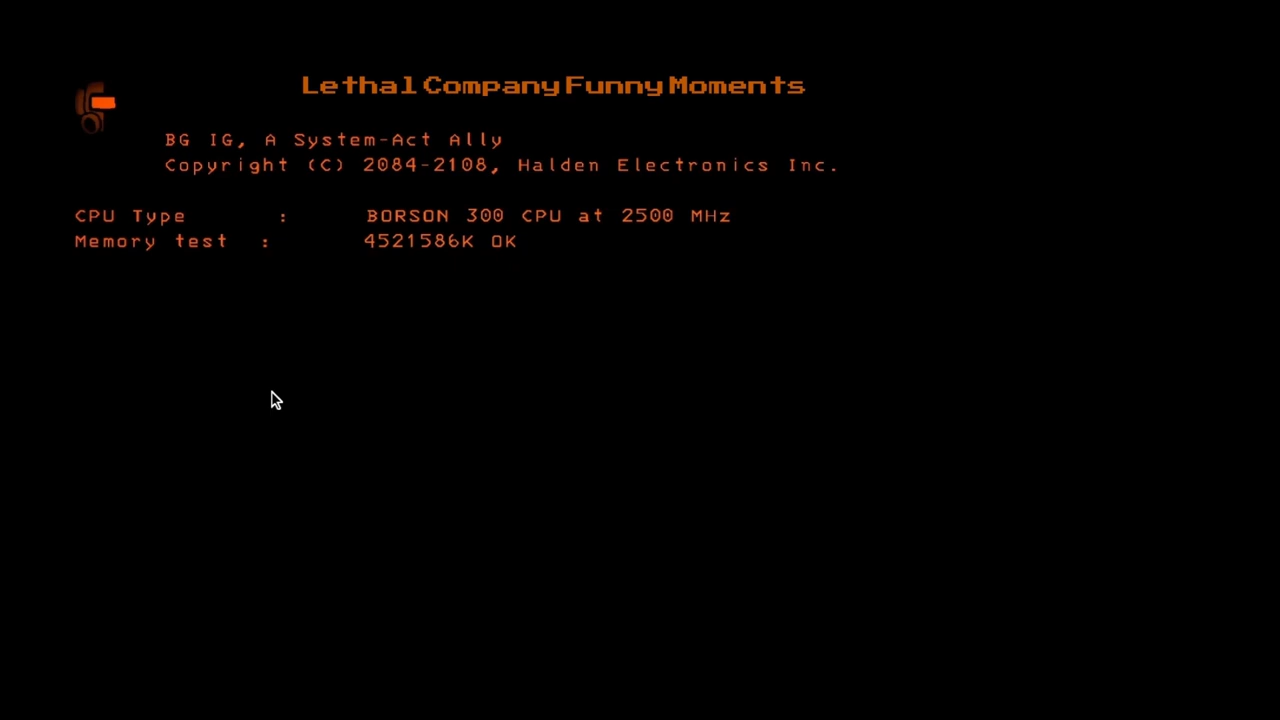 Lethal Company Funny Moments
BG IG, A System-Act Ally
Copyright (C) 2084-2108, Halden Electronics Inc.
CPU Type : BORSON 300 CPU at 2500 MHz
Memory test : 4521586K OK